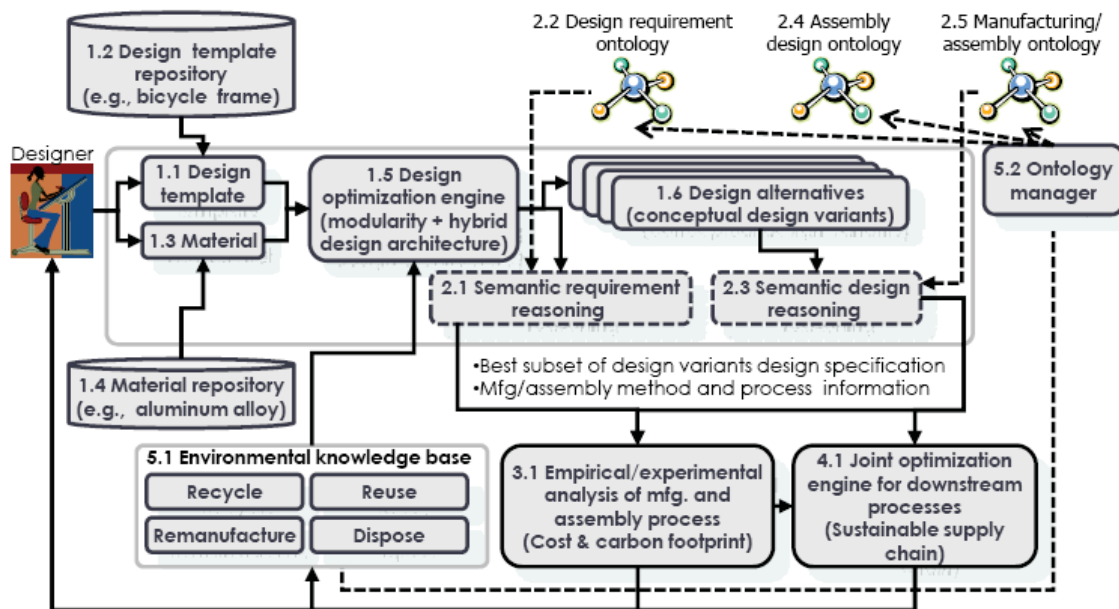 2.2 Design requirement
ontology
2.4 Assembly
design ontology
2.5 Manufacturing/
assembly ontology
1.2 Design template
repository
(e.g., bicycle frame)
Designer
1.1 Design
template
1.3 Material
1.5 Design
optimization engine
(modularity + hybrid
design architecture)
1.6 Design alternatives
(conceptual design variants)
5.2 Ontology
manager
2.1 Semantic requirement
reasoning
2.3 Semantic design
reasoning
•Best subset of design variants design specification
•Mfg/assembly method and process information
1.4 Material repository
(e.g., aluminum alloy)
5.1 Environmental knowledge base
Recycle
Reuse
Remanufacture
Dispose
3.1 Empirical/experimental
analysis of mfg. and
assembly process
(Cost & carbon footprint)
4.1 Joint optimization
engine for downstream
processes
(Sustainable supply
chain)